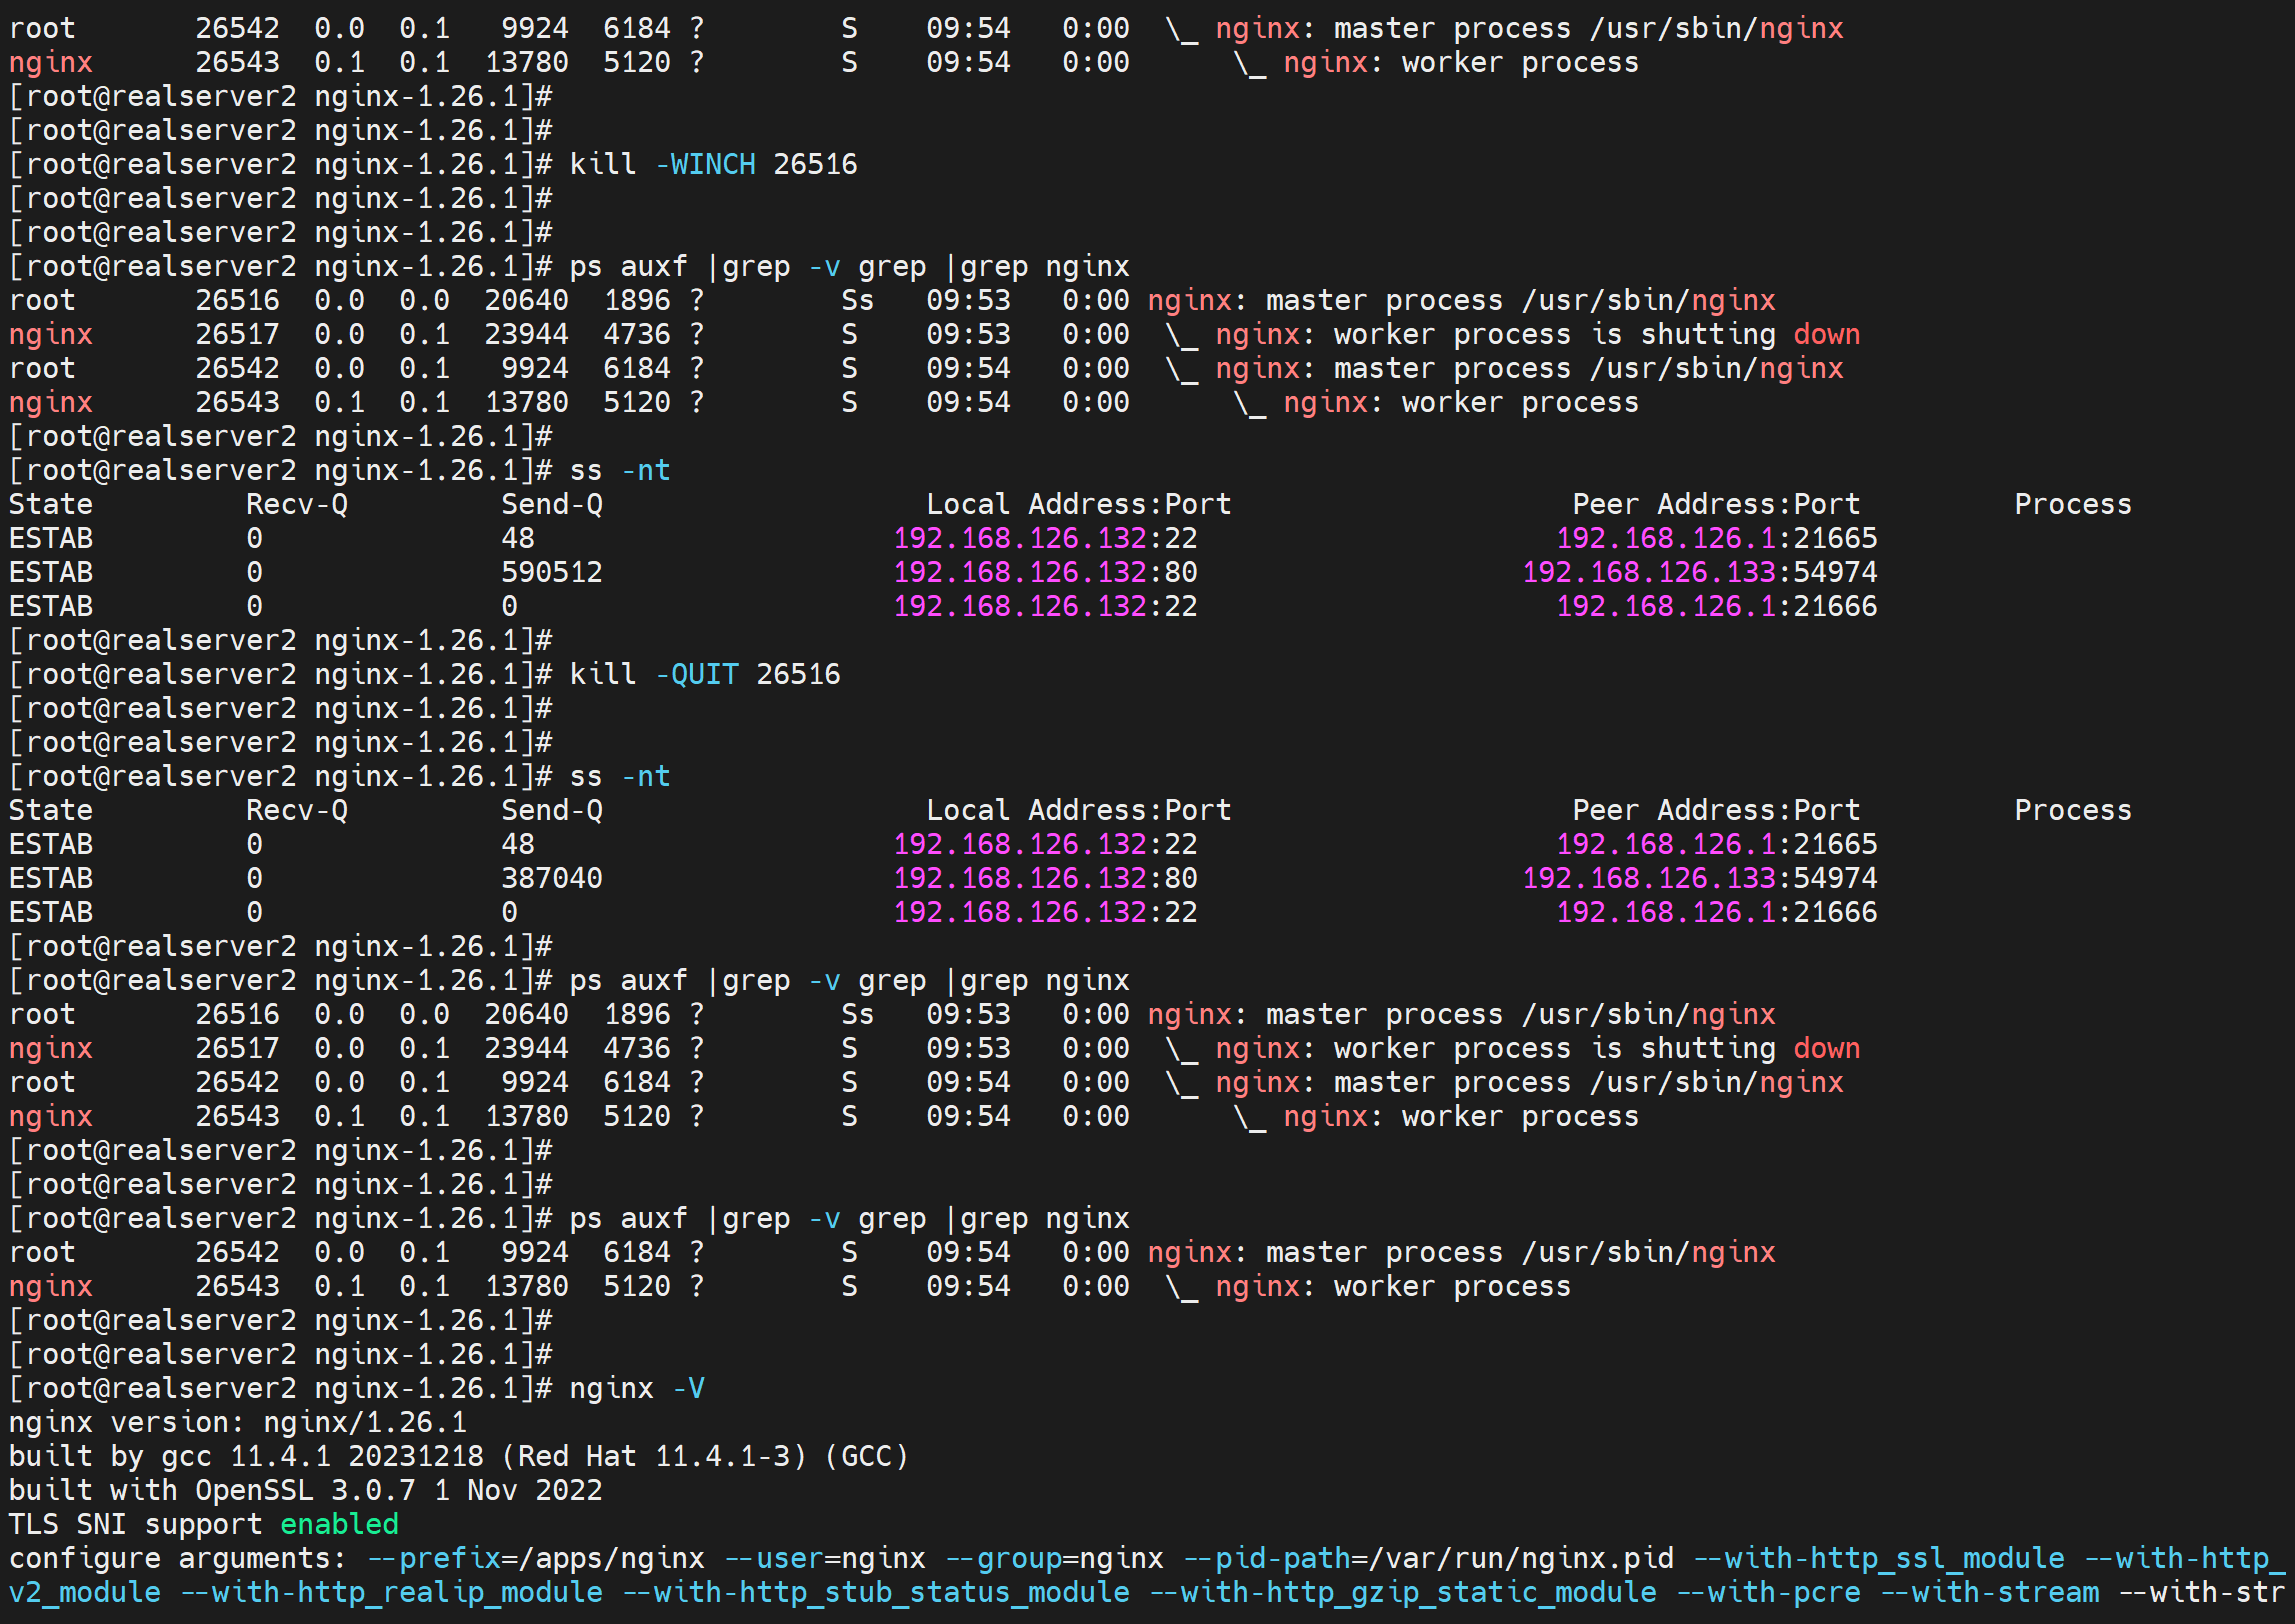 root       26542  0.0  0.1   9924  6184 ?        S    09:54   0:00  \_ nginx: master process /usr/sbin/nginx
nginx      26543  0.1  0.1  13780  5120 ?        S    09:54   0:00      \_ nginx: worker process
[root@realserver2 nginx-1.26.1]#
[root@realserver2 nginx-1.26.1]#
[root@realserver2 nginx-1.26.1]# kill -WINCH 26516
[root@realserver2 nginx-1.26.1]#
[root@realserver2 nginx-1.26.1]#
[root@realserver2 nginx-1.26.1]# ps auxf |grep -v grep |grep nginx
root       26516  0.0  0.0  20640  1896 ?        Ss   09:53   0:00 nginx: master process /usr/sbin/nginx
nginx      26517  0.0  0.1  23944  4736 ?        S    09:53   0:00  \_ nginx: worker process is shutting down
root       26542  0.0  0.1   9924  6184 ?        S    09:54   0:00  \_ nginx: master process /usr/sbin/nginx
nginx      26543  0.1  0.1  13780  5120 ?        S    09:54   0:00      \_ nginx: worker process
[root@realserver2 nginx-1.26.1]#
[root@realserver2 nginx-1.26.1]# ss -nt
State         Recv-Q         Send-Q                   Local Address:Port                    Peer Address:Port         Process
ESTAB         0              48                     192.168.126.132:22                     192.168.126.1:21665
ESTAB         0              590512                 192.168.126.132:80                   192.168.126.133:54974
ESTAB         0              0                      192.168.126.132:22                     192.168.126.1:21666
[root@realserver2 nginx-1.26.1]#
[root@realserver2 nginx-1.26.1]# kill -QUIT 26516
[root@realserver2 nginx-1.26.1]#
[root@realserver2 nginx-1.26.1]#
[root@realserver2 nginx-1.26.1]# ss -nt
State         Recv-Q         Send-Q                   Local Address:Port                    Peer Address:Port         Process
ESTAB         0              48                     192.168.126.132:22                     192.168.126.1:21665
ESTAB         0              387040                 192.168.126.132:80                   192.168.126.133:54974
ESTAB         0              0                      192.168.126.132:22                     192.168.126.1:21666
[root@realserver2 nginx-1.26.1]#
[root@realserver2 nginx-1.26.1]# ps auxf |grep -v grep |grep nginx
root       26516  0.0  0.0  20640  1896 ?        Ss   09:53   0:00 nginx: master process /usr/sbin/nginx
nginx      26517  0.0  0.1  23944  4736 ?        S    09:53   0:00  \_ nginx: worker process is shutting down
root       26542  0.0  0.1   9924  6184 ?        S    09:54   0:00  \_ nginx: master process /usr/sbin/nginx
nginx      26543  0.1  0.1  13780  5120 ?        S    09:54   0:00      \_ nginx: worker process
[root@realserver2 nginx-1.26.1]#
[root@realserver2 nginx-1.26.1]#
[root@realserver2 nginx-1.26.1]# ps auxf |grep -v grep |grep nginx
root       26542  0.0  0.1   9924  6184 ?        S    09:54   0:00 nginx: master process /usr/sbin/nginx
nginx      26543  0.1  0.1  13780  5120 ?        S    09:54   0:00  \_ nginx: worker process
[root@realserver2 nginx-1.26.1]#
[root@realserver2 nginx-1.26.1]#
[root@realserver2 nginx-1.26.1]# nginx -V
nginx version: nginx/1.26.1
built by gcc 11.4.1 20231218 (Red Hat 11.4.1-3) (GCC)
built with OpenSSL 3.0.7 1 Nov 2022
TLS SNI support enabled
configure arguments: --prefix=/apps/nginx --user=nginx --group=nginx --pid-path=/var/run/nginx.pid --with-http_ssl_module --with-http_
v2_module --with-http_realip_module --with-http_stub_status_module --with-http_gzip_static_module --with-pcre --with-stream --with-str